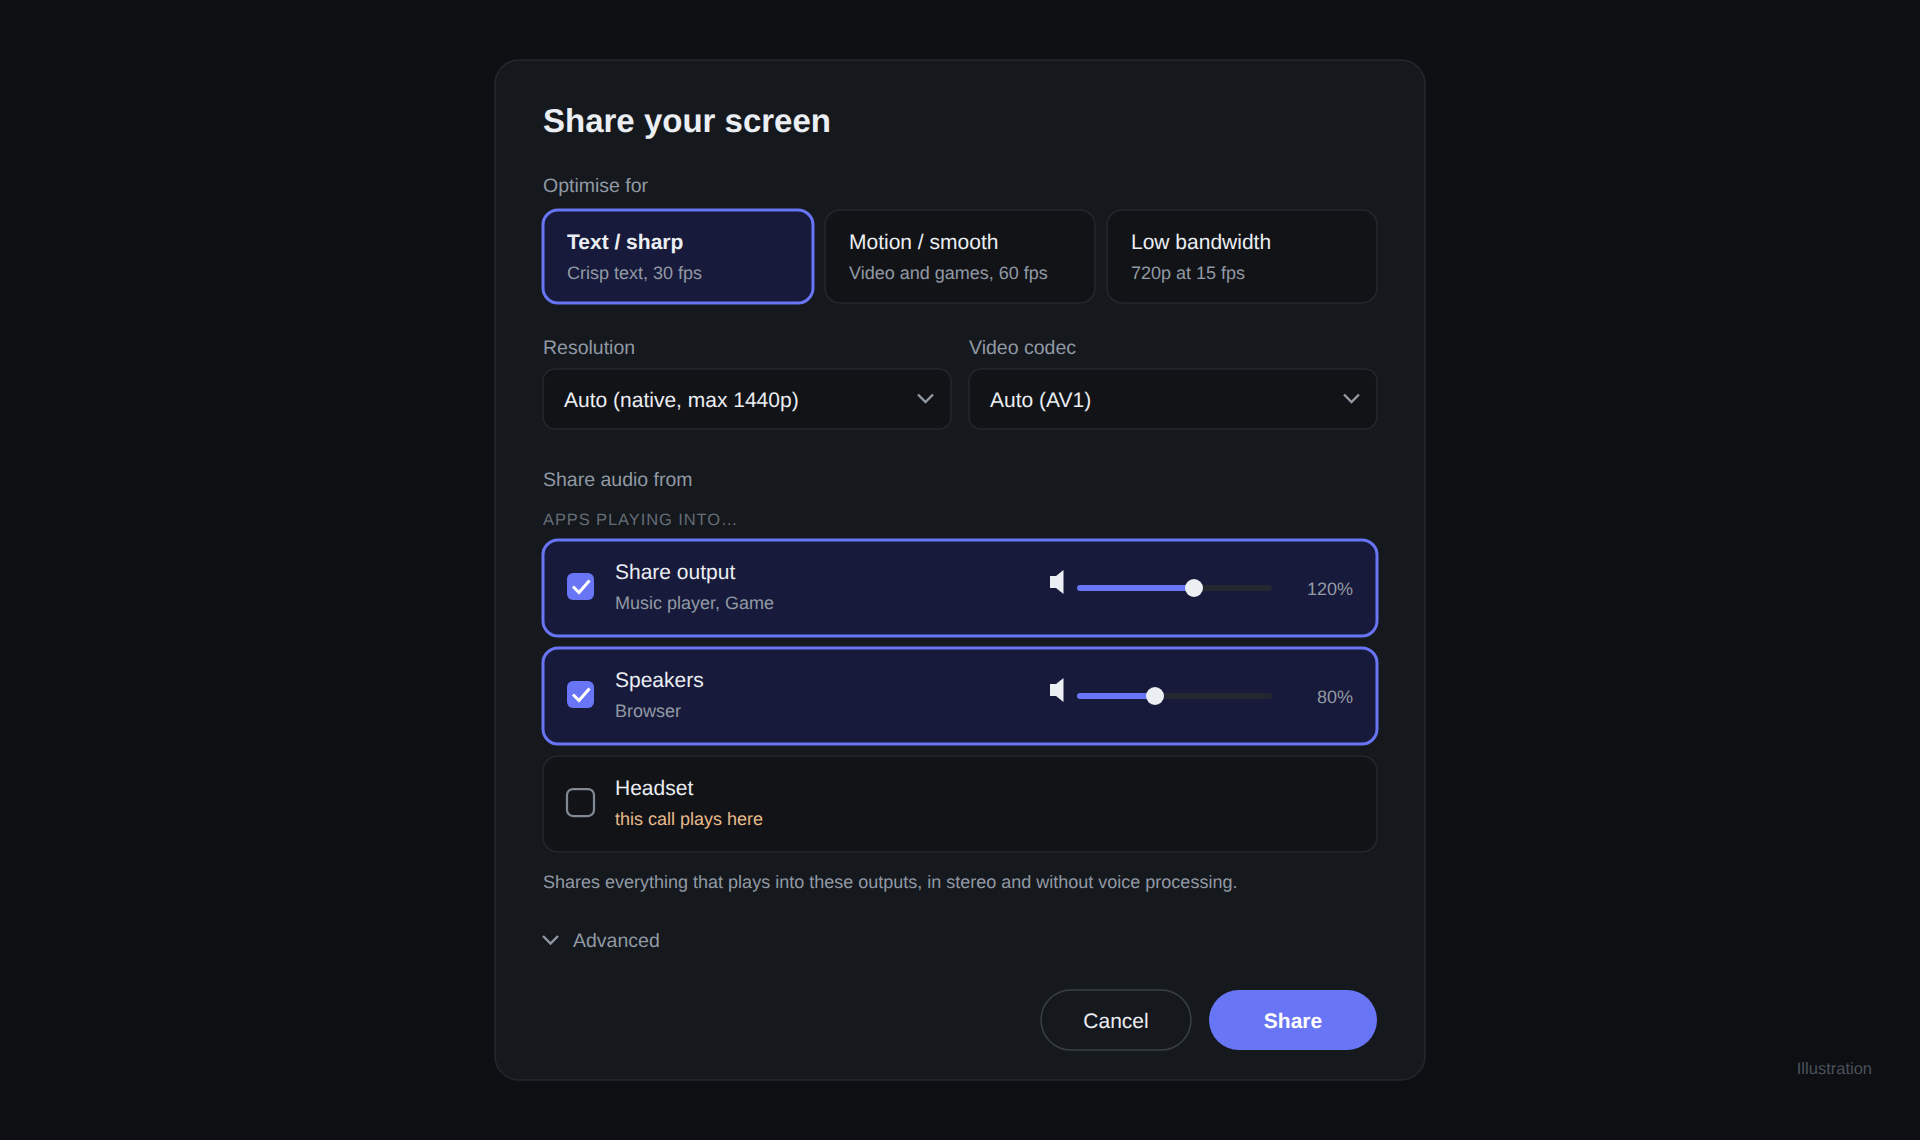 Share your screen
Optimise for
Text / sharp
Crisp text, 30 fps
Motion / smooth
Video and games, 60 fps
Low bandwidth
720p at 15 fps
Resolution
Video codec
Auto (native, max 1440p)
Auto (AV1)
Share audio from
APPS PLAYING INTO…
Share output
Music player, Game
120%
Speakers
Browser
80%
Headset
this call plays here
Shares everything that plays into these outputs, in stereo and without voice processing.
Advanced
Cancel
Share
Illustration